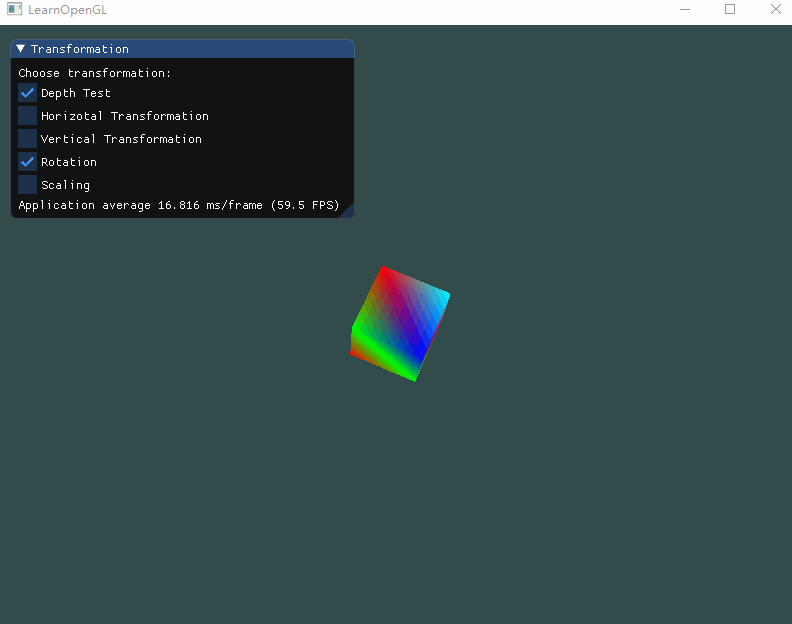 LearnOpenGL
Transformation
Choose transformation:
Depth Test
Horizotal Transformation
Vertical Transformation
Rotation
Scaling
Application average 16.816 ms/frame (59.5 FPS)